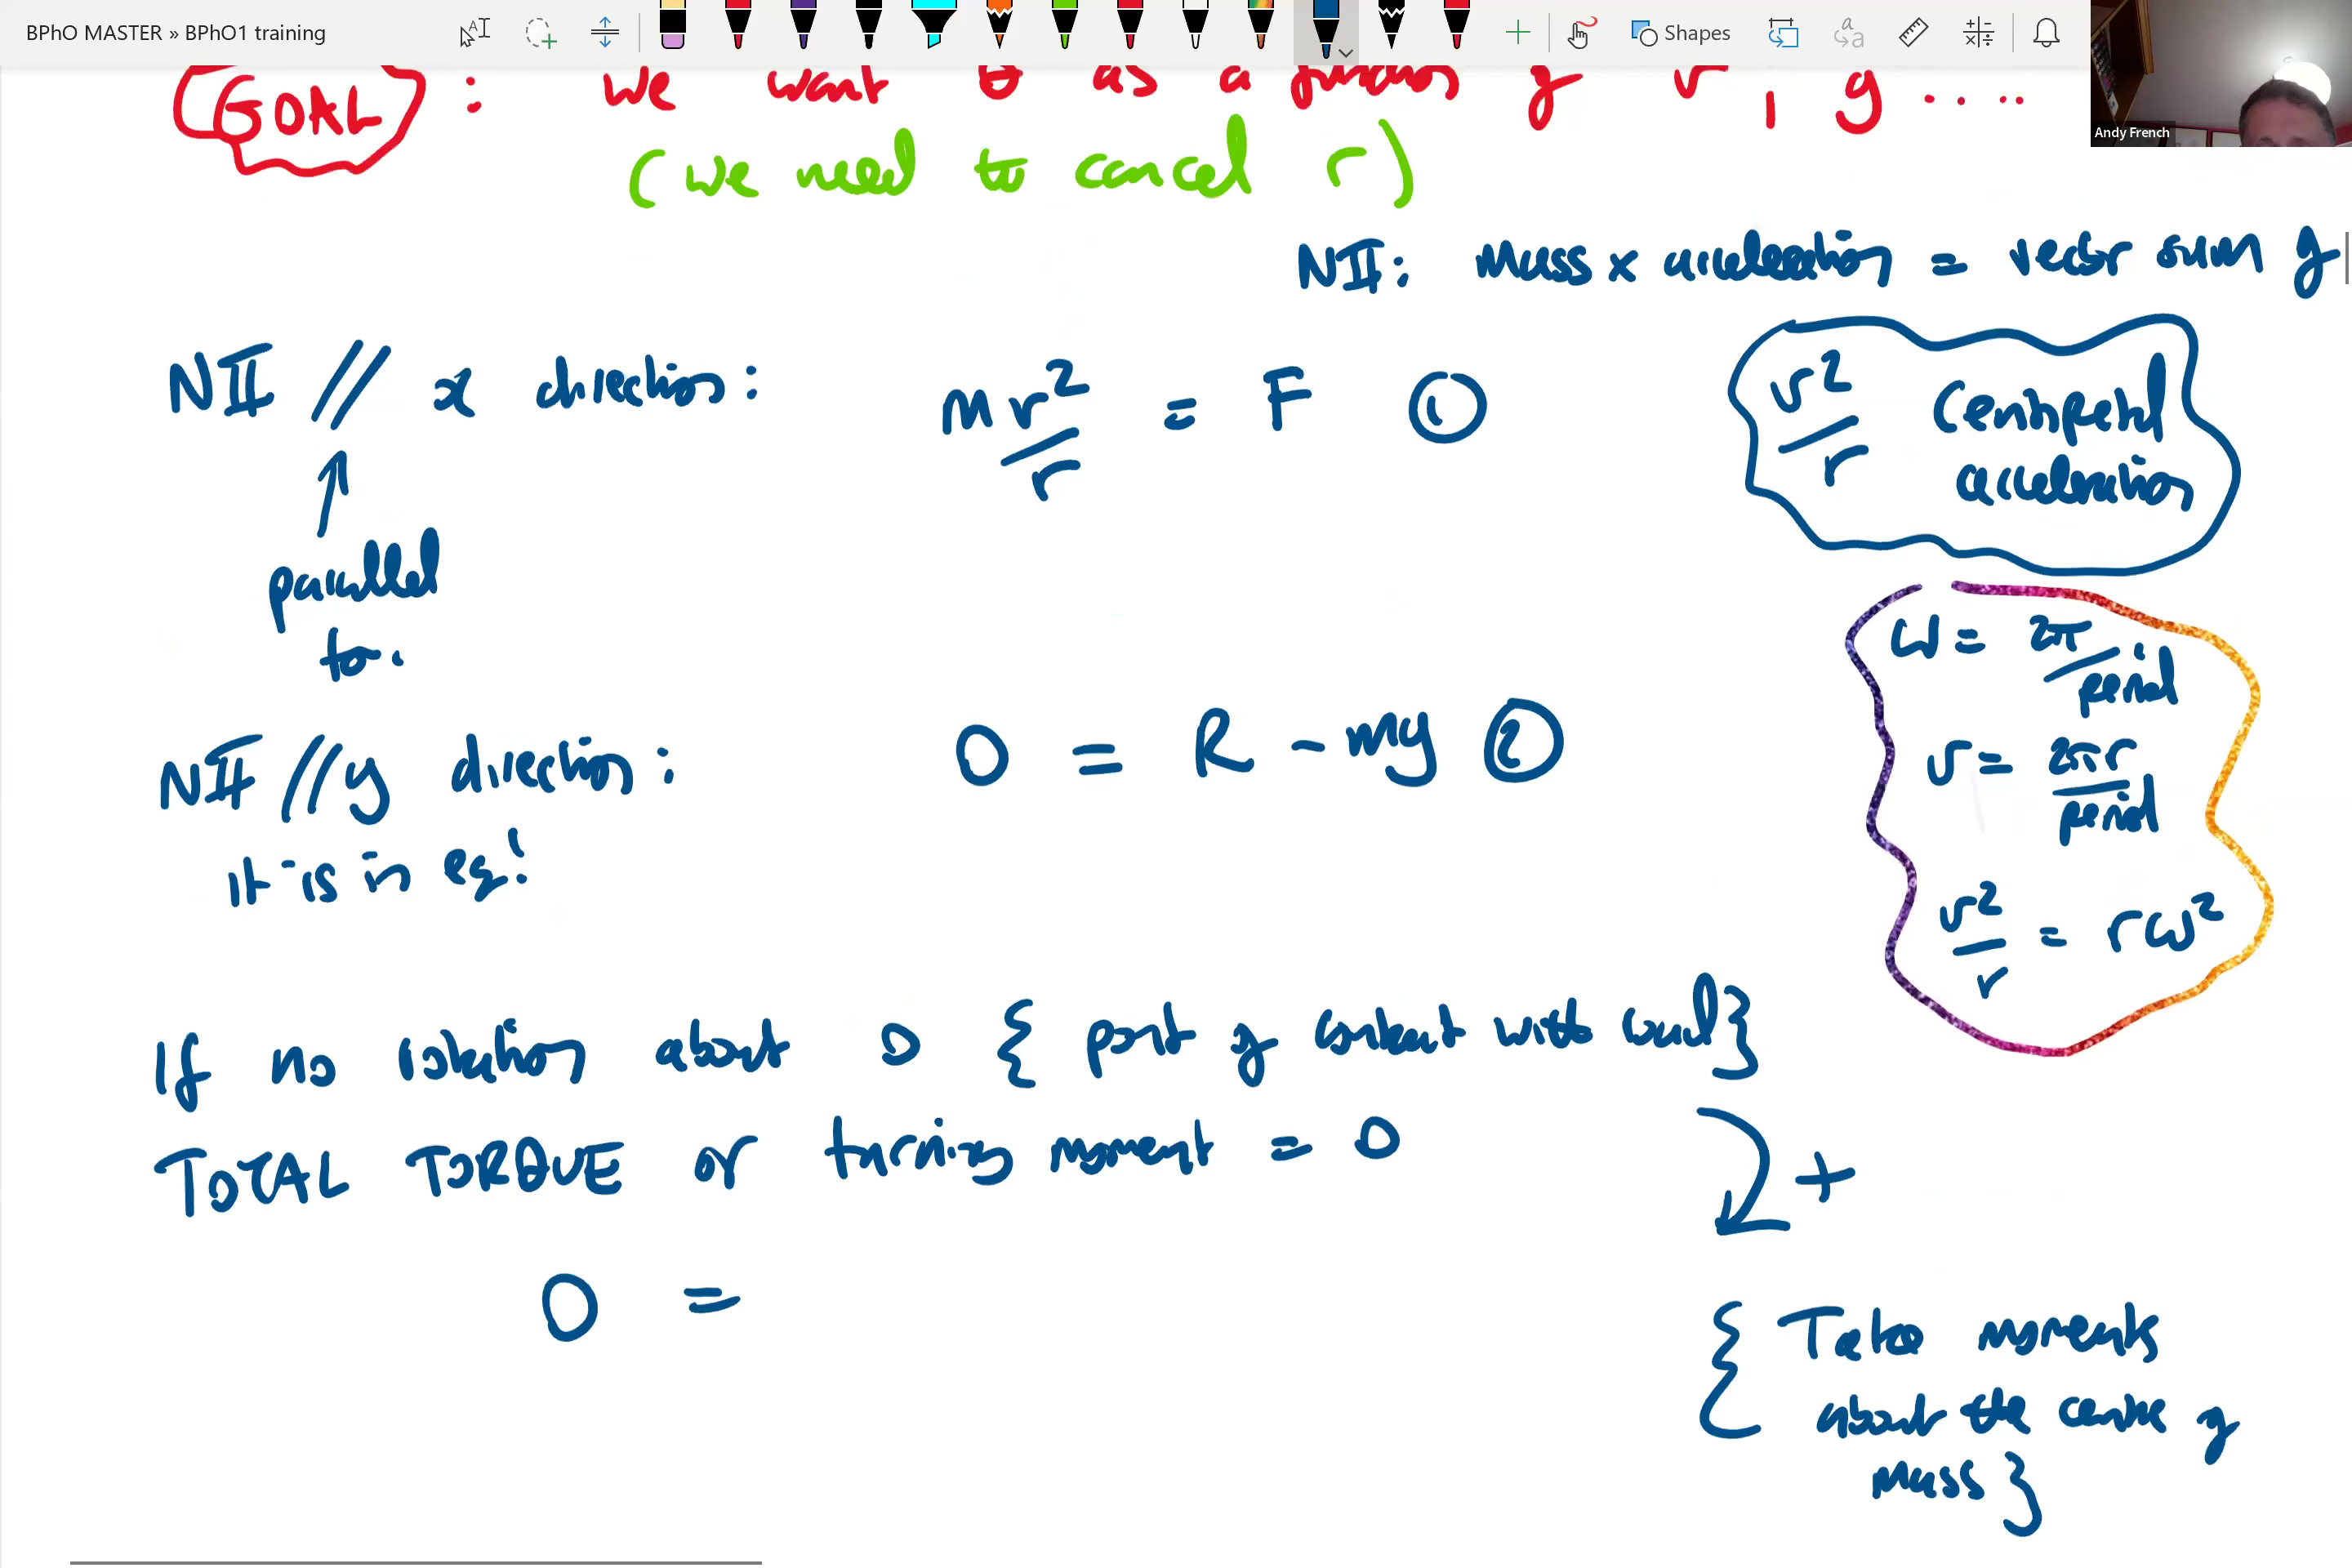 BPhO MASTER » BPhO1 training
Shapes
Andy French
GOAL : we want θ as a function of v, g ....
(we need to cancel r)
NII: Mass x acceleration = vector sum of
NII // x direction: m v²/r = F ①
v²/r Centripetal acceleration
parallel
to.
ω = 2π/period
v = 2πr/period
v²/r = rω²
NII // y direction: 0 = R - mg ②
it is in eq!
If no rotation about O { point of contact with road }
TOTAL TORQUE or turning moment = 0
+
0 =
{ Take moments
about the centre of
mass }